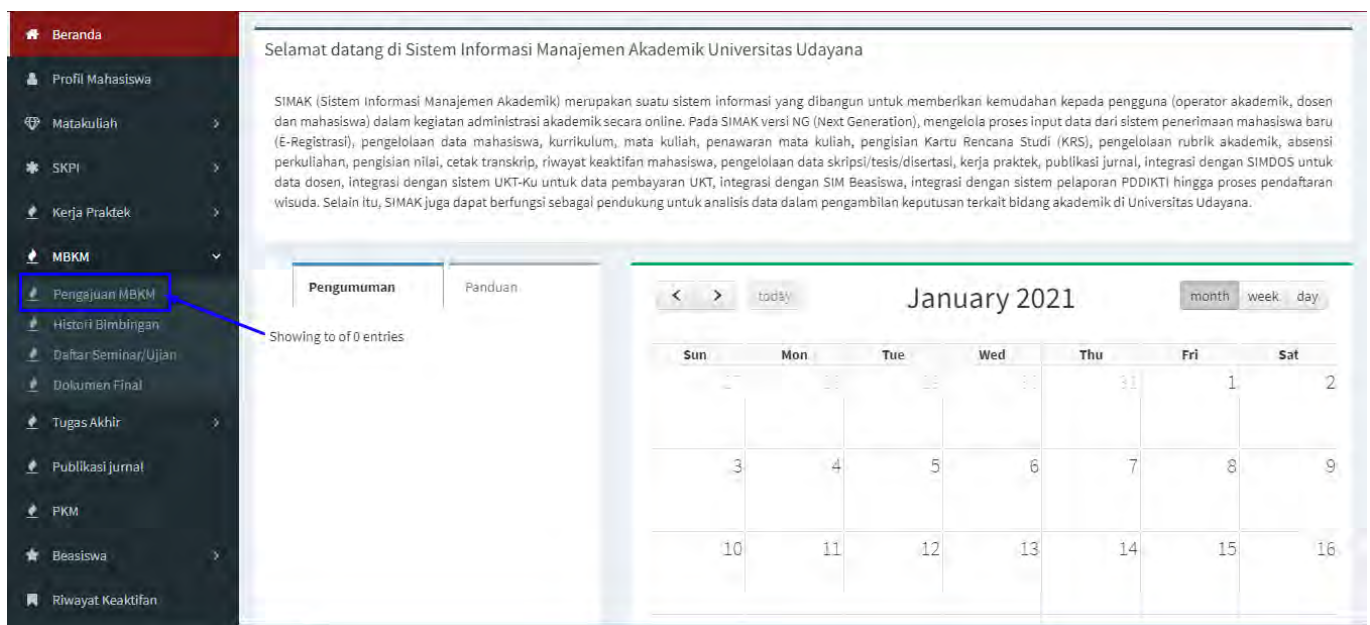 Beranda
Profil Mahasiswa
Matakuliah
SKPI
Kerja Praktek
MBKM
Pengajuan MBKM
Histori Bimbingan
Daftar Seminar/Ujian
Dokumen Final
Tugas Akhir
Publikasi jurnal
PKM
Beasiswa
Riwayat Keaktifan
Selamat datang di Sistem Informasi Manajemen Akademik Universitas Udayana
SIMAK (Sistem Informasi Manajemen Akademik) merupakan suatu sistem informasi yang dibangun untuk memberikan kemudahan kepada pengguna (operator akademik, dosen
dan mahasiswa) dalam kegiatan administrasi akademik secara online. Pada SIMAK versi NG (Next Generation), mengelola proses input data dari sistem penerimaan mahasiswa baru
(E-Registrasi), pengelolaan data mahasiswa, kurrikulum, mata kuliah, penawaran mata kuliah, pengisian Kartu Rencana Studi (KRS), pengelolaan rubrik akademik, absensi
perkuliahan, pengisian nilai, cetak transkrip, riwayat keaktifan mahasiswa, pengelolaan data skripsi/tesis/disertasi, kerja praktek, publikasi jurnal, integrasi dengan SIMDOS untuk
data dosen, integrasi dengan sistem UKT-Ku untuk data pembayaran UKT, integrasi dengan SIM Beasiswa, integrasi dengan sistem pelaporan PDDIKTI hingga proses pendaftaran
wisuda. Selain itu, SIMAK juga dapat berfungsi sebagai pendukung untuk analisis data dalam pengambilan keputusan terkait bidang akademik di Universitas Udayana.
Pengumuman Panduan
Showing to of 0 entries
today January 2021 month week day
Sun Mon Tue Wed Thu Fri Sat
27 28 29 30 31 1 2
3 4 5 6 7 8 9
10 11 12 13 14 15 16